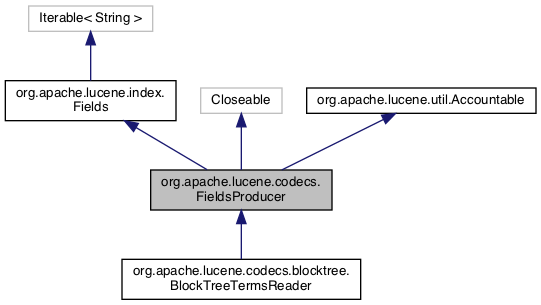 Iterable< String >
org.apache.lucene.index.
Fields
Closeable
org.apache.lucene.util.Accountable
org.apache.lucene.codecs.
FieldsProducer
org.apache.lucene.codecs.blocktree.
BlockTreeTermsReader